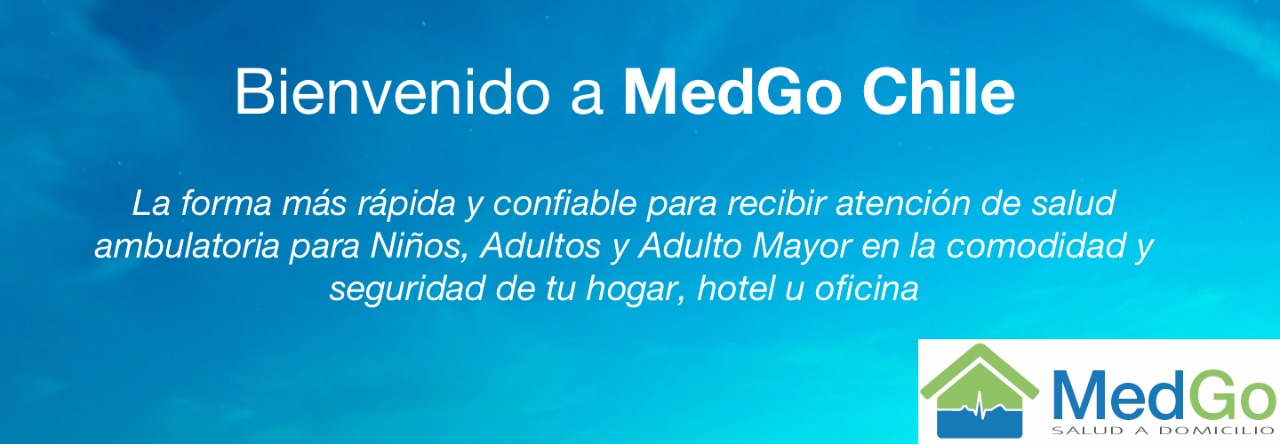 Bienvenido a MedGo Chile
La forma más rápida y confiable para recibir atención de salud
ambulatoria para Niños, Adultos y Adulto Mayor en la comodidad y
seguridad de tu hogar, hotel u oficina
MedGo
SALUD A DOMICILIO